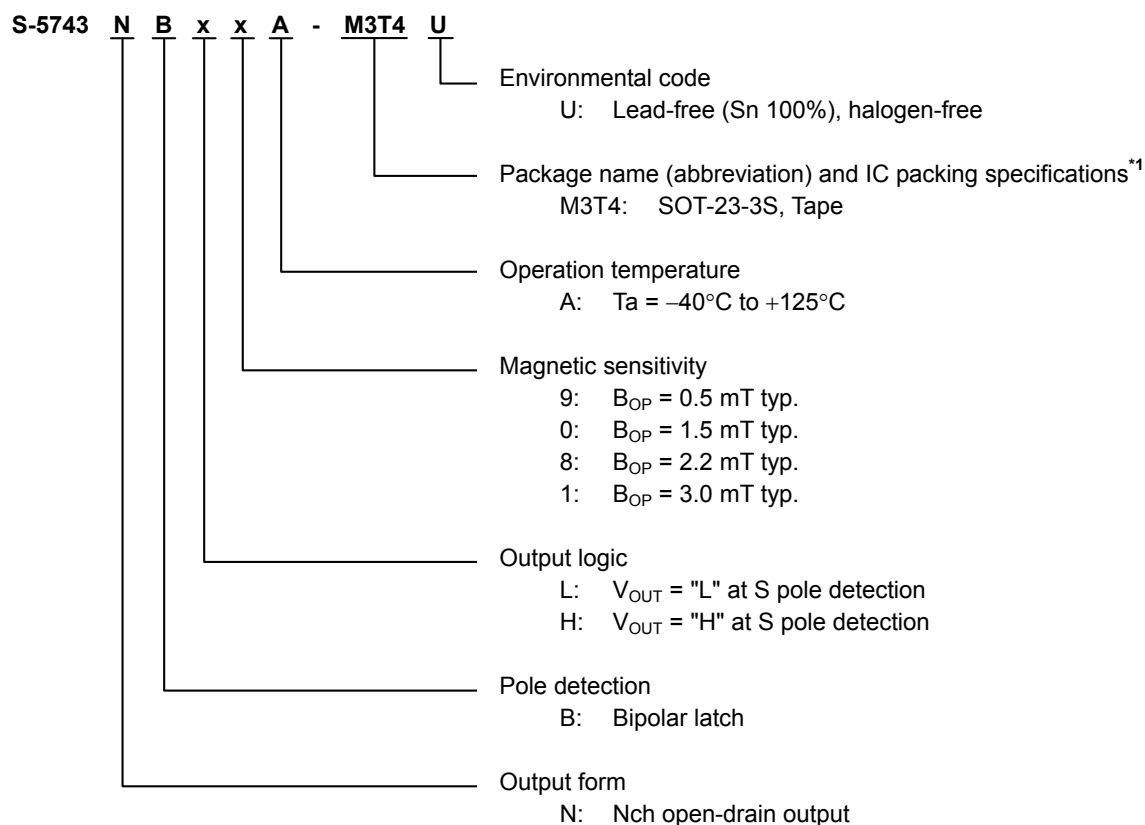 S-5743 N B x x A - M3T4 U
Environmental code
U: Lead-free (Sn 100%), halogen-free
Package name (abbreviation) and IC packing specifications*1
M3T4: SOT-23-3S, Tape
Operation temperature
A: Ta = −40°C to +125°C
Magnetic sensitivity
9: BOP = 0.5 mT typ.
0: BOP = 1.5 mT typ.
8: BOP = 2.2 mT typ.
1: BOP = 3.0 mT typ.
Output logic
L: VOUT = "L" at S pole detection
H: VOUT = "H" at S pole detection
Pole detection
B: Bipolar latch
Output form
N: Nch open-drain output